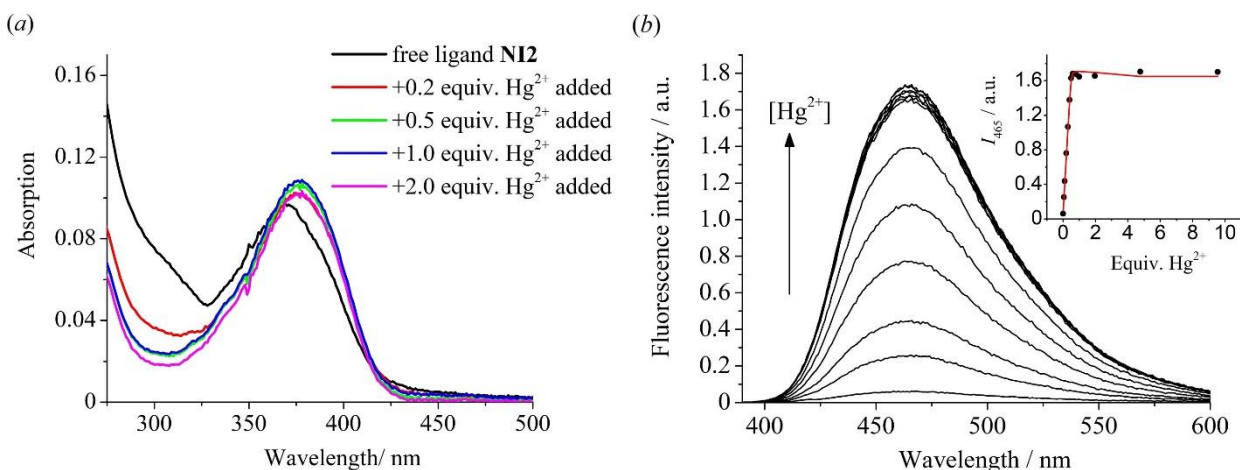 (a)
0.16
0.12
0.08
0.04
0
Absorption
free ligand NI2
+0.2 equiv. Hg²⁺ added
+0.5 equiv. Hg²⁺ added
+1.0 equiv. Hg²⁺ added
+2.0 equiv. Hg²⁺ added
250 300 350 400 450 500
Wavelength/ nm
(b)
1.8
1.6
1.4
1.2
1.0
0.8
0.6
0.4
0.2
0
Fluorescence intensity / a.u.
[Hg²⁺]
400 450 500 550 600
Wavelength / nm
1.6
1.2
0.8
0.4
0
I₄₆₅ / a.u.
0 2 4 6 8 10
Equiv. Hg²⁺